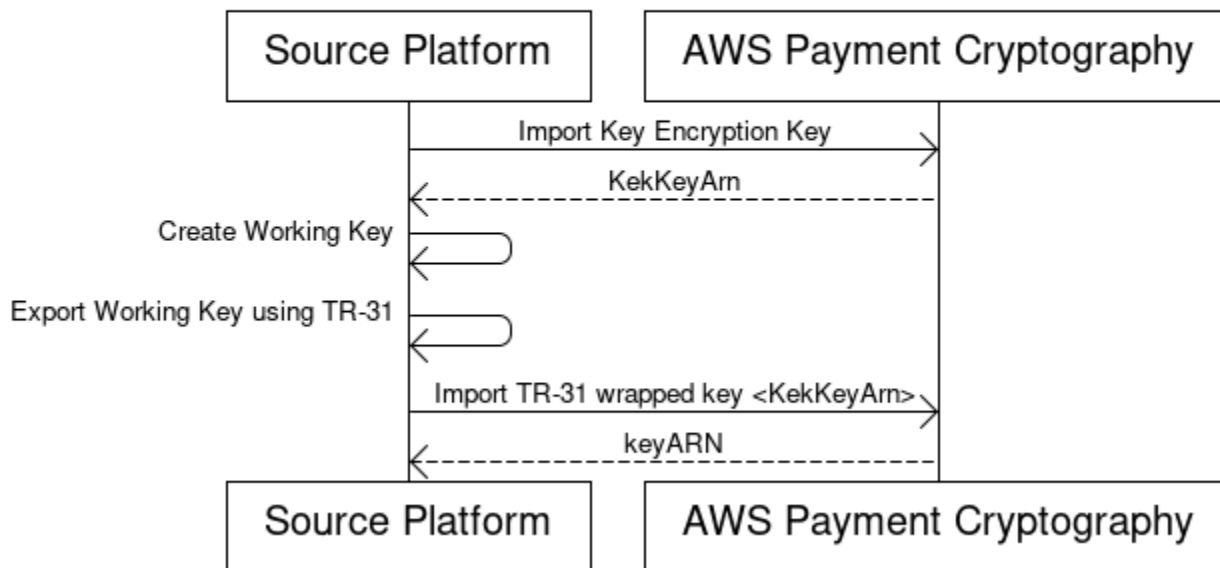 Source Platform
AWS Payment Cryptography
Import Key Encryption Key
KekKeyArn
Create Working Key
Export Working Key using TR-31
Import TR-31 wrapped key <KekKeyArn>
keyARN
Source Platform
AWS Payment Cryptography